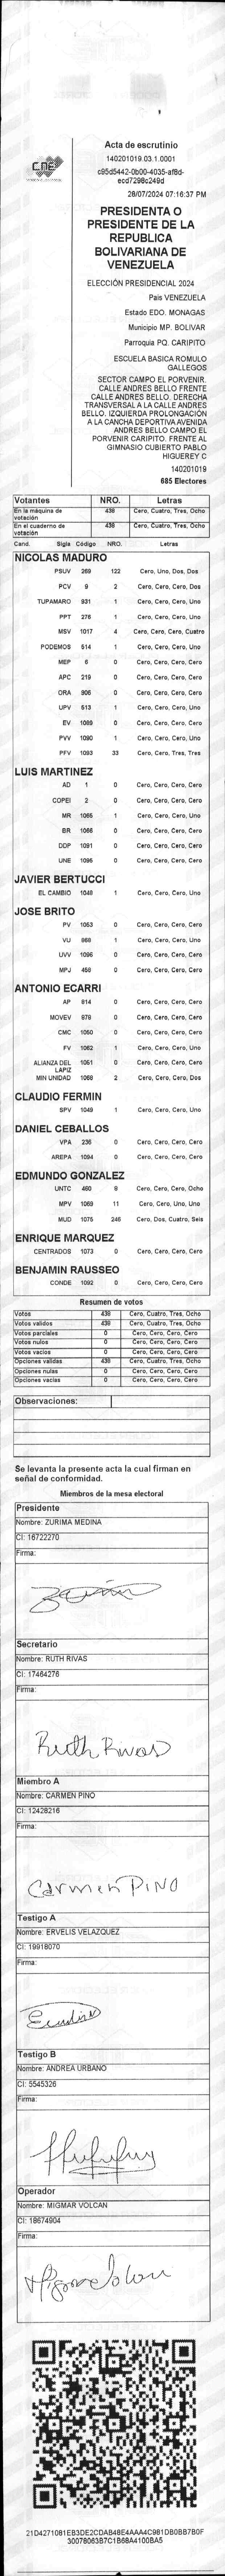 CNE
Acta de escrutinio
140201019.03.1.0001
c95d5442-0b00-4035-af8d-
ecd7298c249d
28/07/2024 07:16:37 PM
PRESIDENTA O
PRESIDENTE DE LA
REPUBLICA
BOLIVARIANA DE
VENEZUELA
ELECCIÓN PRESIDENCIAL 2024
Pais VENEZUELA
Estado EDO. MONAGAS
Municipio MP. BOLIVAR
Parroquia PQ. CARIPITO
ESCUELA BASICA ROMULO
GALLEGOS
SECTOR CAMPO EL PORVENIR.
CALLE ANDRES BELLO FRENTE
CALLE ANDRES BELLO. DERECHA
TRANSVERSAL A LA CALLE ANDRES
BELLO. IZQUIERDA PROLONGACIÓN
A LA CANCHA DEPORTIVA AVENIDA
ANDRES BELLO CAMPO EL
PORVENIR CARIPITO. FRENTE AL
GIMNASIO CUBIERTO PABLO
HIGUEREY C
140201019
685 Electores
Votantes NRO. Letras
En la máquina de votación 438 Cero, Cuatro, Tres, Ocho
En el cuaderno de votación 438 Cero, Cuatro, Tres, Ocho
Cand. Sigla Código NRO. Letras
NICOLAS MADURO
PSUV 269 122 Cero, Uno, Dos, Dos
PCV 9 2 Cero, Cero, Cero, Dos
TUPAMARO 931 1 Cero, Cero, Cero, Uno
PPT 276 1 Cero, Cero, Cero, Uno
MSV 1017 4 Cero, Cero, Cero, Cuatro
PODEMOS 514 1 Cero, Cero, Cero, Uno
MEP 6 0 Cero, Cero, Cero, Cero
APC 219 0 Cero, Cero, Cero, Cero
ORA 906 0 Cero, Cero, Cero, Cero
UPV 513 1 Cero, Cero, Cero, Uno
EV 1089 0 Cero, Cero, Cero, Cero
PVV 1090 1 Cero, Cero, Cero, Uno
PFV 1093 33 Cero, Cero, Tres, Tres
LUIS MARTINEZ
AD 1 0 Cero, Cero, Cero, Cero
COPEI 2 0 Cero, Cero, Cero, Cero
MR 1065 1 Cero, Cero, Cero, Uno
BR 1066 0 Cero, Cero, Cero, Cero
DDP 1091 0 Cero, Cero, Cero, Cero
UNE 1095 0 Cero, Cero, Cero, Cero
JAVIER BERTUCCI
EL CAMBIO 1048 1 Cero, Cero, Cero, Uno
JOSE BRITO
PV 1053 0 Cero, Cero, Cero, Cero
VU 868 1 Cero, Cero, Cero, Uno
UVV 1096 0 Cero, Cero, Cero, Cero
MPJ 458 0 Cero, Cero, Cero, Cero
ANTONIO ECARRI
AP 814 0 Cero, Cero, Cero, Cero
MOVEV 879 0 Cero, Cero, Cero, Cero
CMC 1050 0 Cero, Cero, Cero, Cero
FV 1062 1 Cero, Cero, Cero, Uno
ALIANZA DEL LAPIZ 1051 0 Cero, Cero, Cero, Cero
MIN UNIDAD 1068 2 Cero, Cero, Cero, Dos
CLAUDIO FERMIN
SPV 1049 1 Cero, Cero, Cero, Uno
DANIEL CEBALLOS
VPA 236 0 Cero, Cero, Cero, Cero
AREPA 1094 0 Cero, Cero, Cero, Cero
EDMUNDO GONZALEZ
UNTC 460 8 Cero, Cero, Cero, Ocho
MPV 1069 11 Cero, Cero, Uno, Uno
MUD 1075 246 Cero, Dos, Cuatro, Seis
ENRIQUE MARQUEZ
CENTRADOS 1073 0 Cero, Cero, Cero, Cero
BENJAMIN RAUSSEO
CONDE 1092 0 Cero, Cero, Cero, Cero
Resumen de votos
Votos 438 Cero, Cuatro, Tres, Ocho
Votos validos 438 Cero, Cuatro, Tres, Ocho
Votos parciales 0 Cero, Cero, Cero, Cero
Votos nulos 0 Cero, Cero, Cero, Cero
Votos vacios 0 Cero, Cero, Cero, Cero
Opciones validas 438 Cero, Cuatro, Tres, Ocho
Opciones nulas 0 Cero, Cero, Cero, Cero
Opciones vacias 0 Cero, Cero, Cero, Cero
Observaciones:
Se levanta la presente acta la cual firman en
señal de conformidad.
Miembros de la mesa electoral
Presidente
Nombre: ZURIMA MEDINA
CI: 16722270
Firma:
Secretario
Nombre: RUTH RIVAS
CI: 17464276
Firma:
Ruth Rivas
Miembro A
Nombre: CARMEN PINO
CI: 12428216
Firma:
Carmen PINO
Testigo A
Nombre: ERVELIS VELAZQUEZ
CI: 19918070
Firma:
Testigo B
Nombre: ANDREA URBANO
CI: 5545326
Firma:
Operador
Nombre: MIGMAR VOLCAN
CI: 18674904
Firma:
21D4271081EB3DE2CDAB48E4AAA4C981DB0BB7B0F
30078063B7C1B68A4100BA5